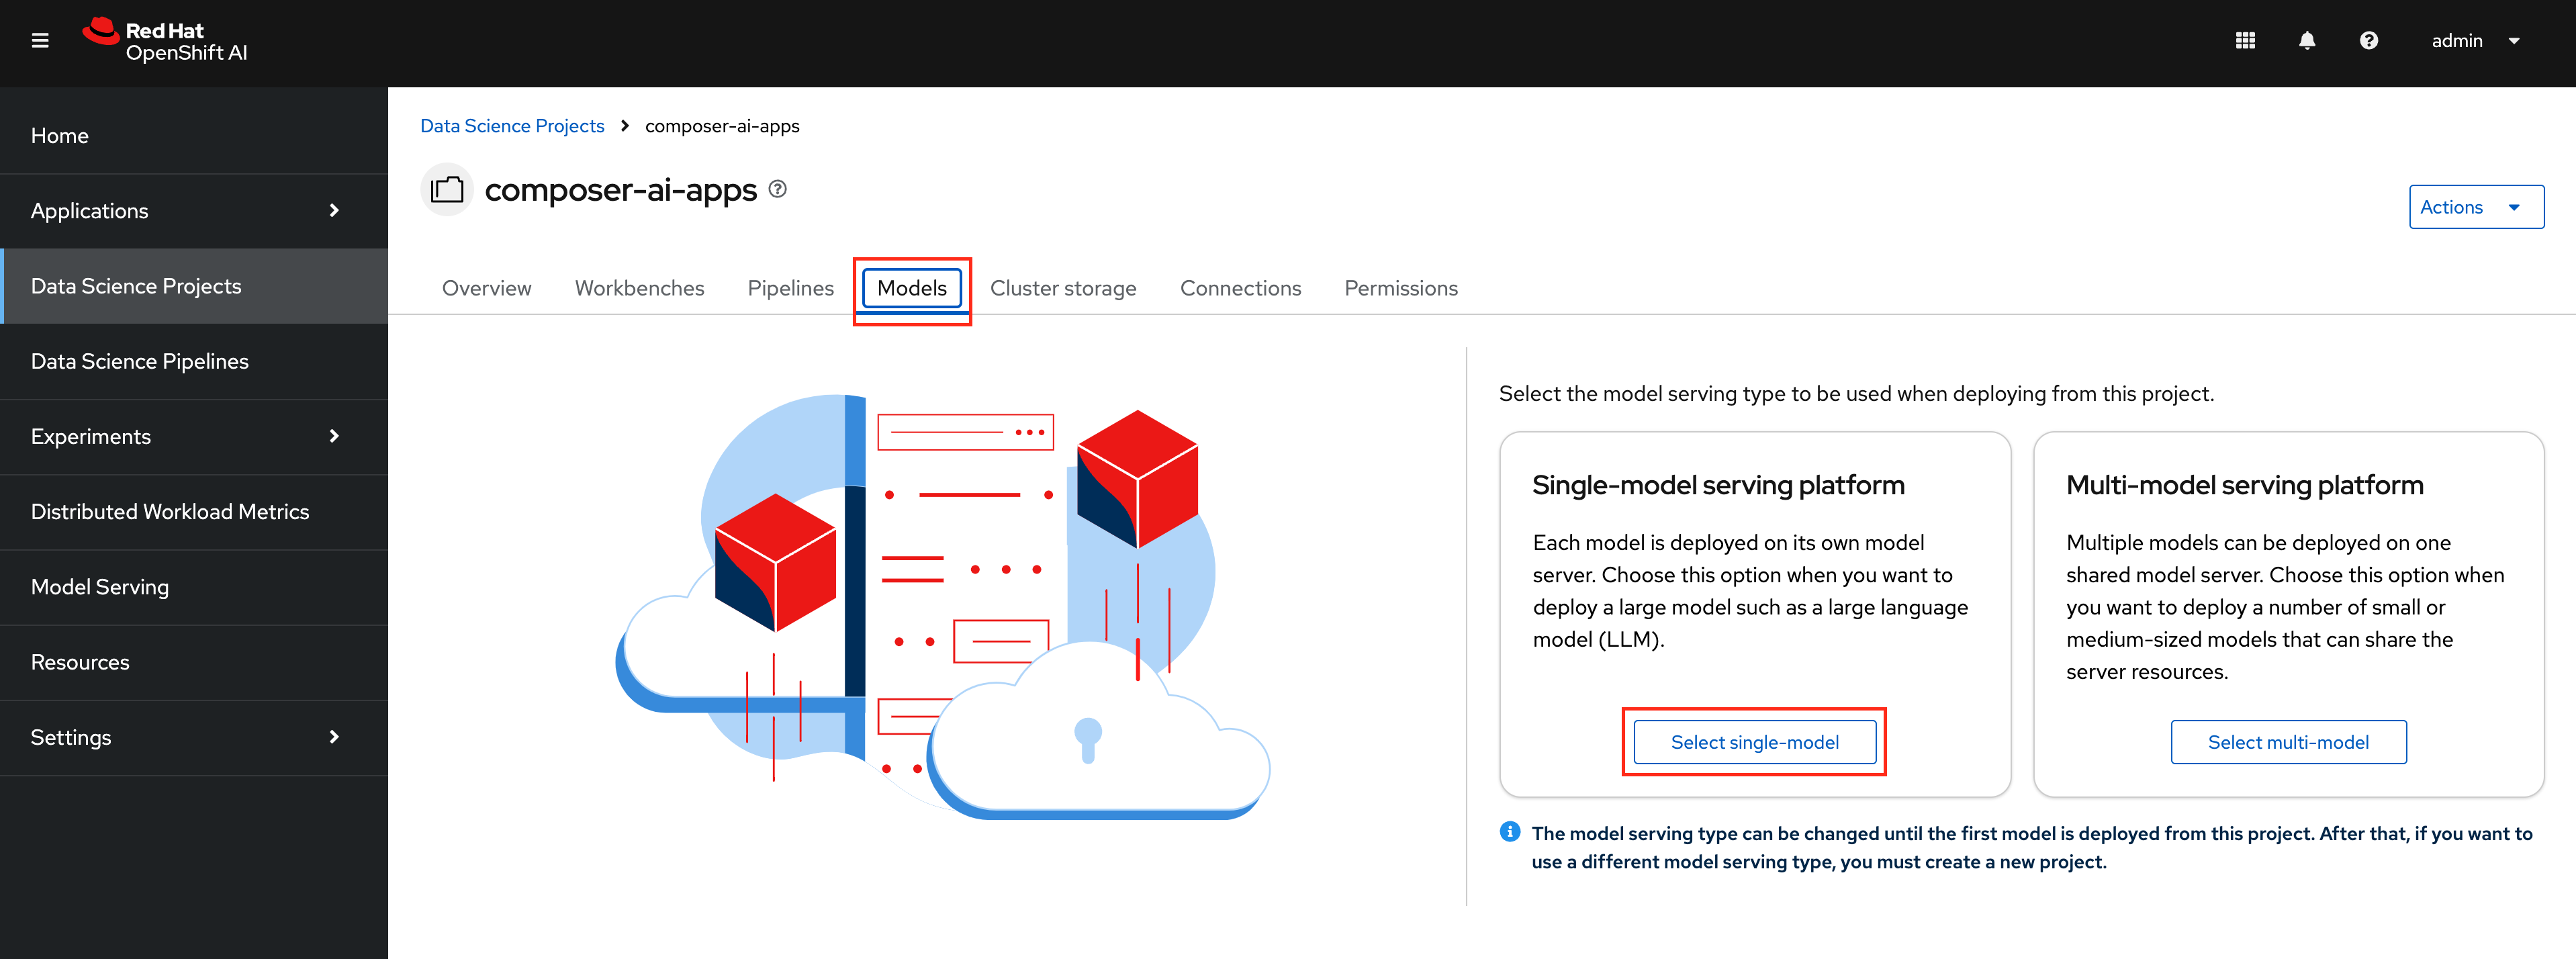 Red Hat
OpenShift AI
admin
Home
Applications
Data Science Projects
Data Science Pipelines
Experiments
Distributed Workload Metrics
Model Serving
Resources
Settings
Data Science Projects > composer-ai-apps
composer-ai-apps
Actions
Overview Workbenches Pipelines Models Cluster storage Connections Permissions
Select the model serving type to be used when deploying from this project.
Single-model serving platform
Each model is deployed on its own model
server. Choose this option when you want to
deploy a large model such as a large language
model (LLM).
Select single-model
Multi-model serving platform
Multiple models can be deployed on one
shared model server. Choose this option when
you want to deploy a number of small or
medium-sized models that can share the
server resources.
Select multi-model
The model serving type can be changed until the first model is deployed from this project. After that, if you want to
use a different model serving type, you must create a new project.